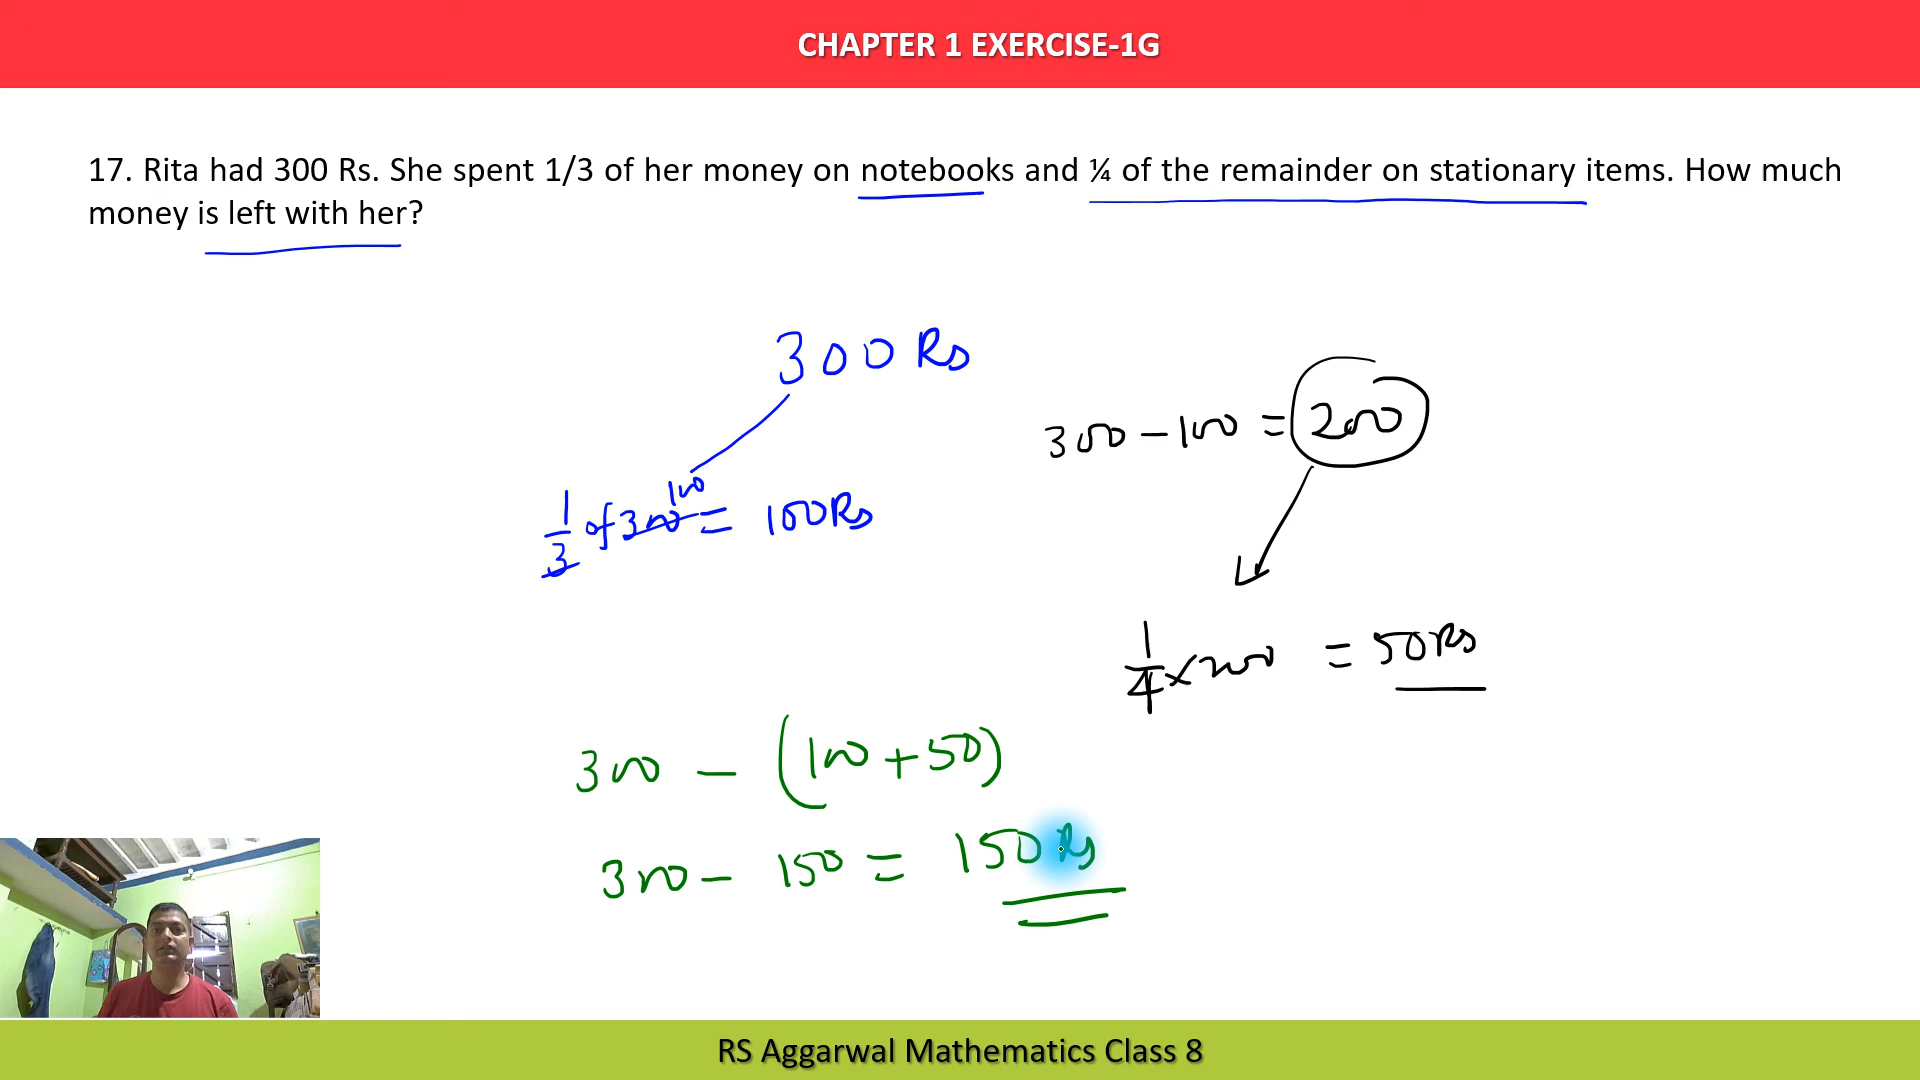 CHAPTER 1 EXERCISE-1G
17. Rita had 300 Rs. She spent 1/3 of her money on notebooks and ¼ of the remainder on stationary items. How much
money is left with her?
300 Rs
300 - 100 = 200
100
1/3 of 300 = 100Rs
1/4 × 200 = 50Rs
300 - (100 + 50)
300 - 150 = 150 Rs
RS Aggarwal Mathematics Class 8